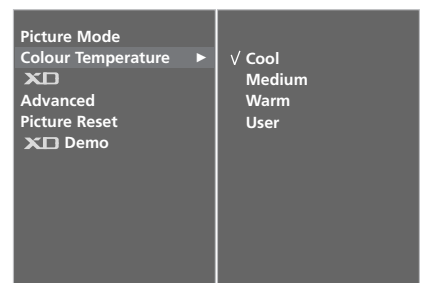 Picture Mode
Colour Temperature ►
XD
Advanced
Picture Reset
XD Demo
√ Cool
Medium
Warm
User